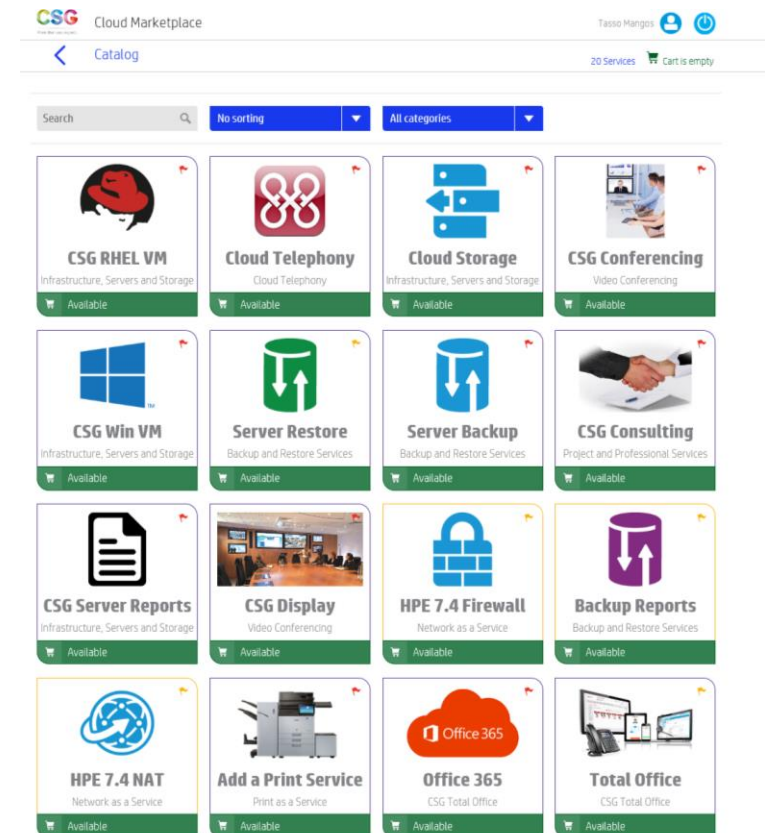 CSG
Cloud Marketplace
Tasso Mangos
Catalog
20 Services
Cart is empty
Search
No sorting
All categories
CSG RHEL VM
Infrastructure, Servers and Storage
Available
Cloud Telephony
Cloud Telephony
Available
Cloud Storage
Infrastructure, Servers and Storage
Available
CSG Conferencing
Video Conferencing
Available
TM
CSG Win VM
Infrastructure, Servers and Storage
Available
Server Restore
Backup and Restore Services
Available
Server Backup
Backup and Restore Services
Available
CSG Consulting
Project and Professional Services
Available
CSG Server Reports
Infrastructure, Servers and Storage
Available
CSG Display
Video Conferencing
Available
HPE 7.4 Firewall
Network as a Service
Available
Backup Reports
Backup and Restore Services
Available
HPE 7.4 NAT
Network as a Service
Available
Add a Print Service
Print as a Service
Available
Office 365
Office 365
CSG Total Office
Available
Total Office
CSG Total Office
Available